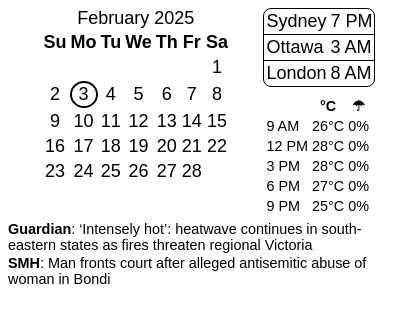 February 2025
Su Mo Tu We Th Fr Sa
1
2 3 4 5 6 7 8
9 10 11 12 13 14 15
16 17 18 19 20 21 22
23 24 25 26 27 28
Sydney 7 PM
Ottawa 3 AM
London 8 AM
°C ☂
9 AM 26°C 0%
12 PM 28°C 0%
3 PM 28°C 0%
6 PM 27°C 0%
9 PM 25°C 0%
Guardian: ‘Intensely hot’: heatwave continues in south-
eastern states as fires threaten regional Victoria
SMH: Man fronts court after alleged antisemitic abuse of
woman in Bondi